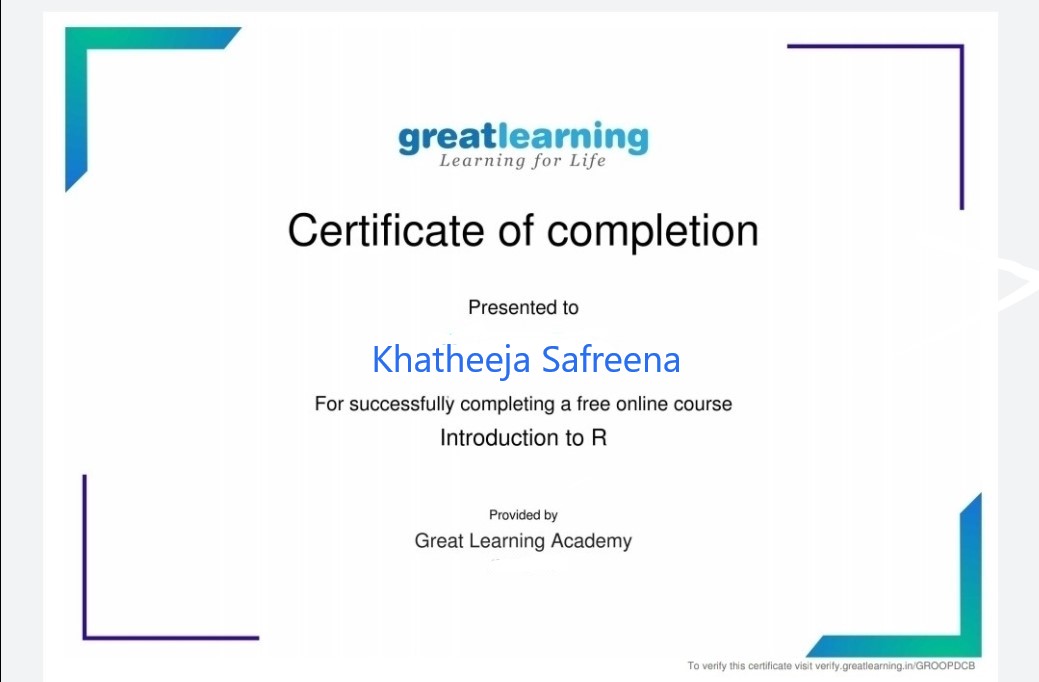 greatlearning
Learning for Life
Certificate of completion
Presented to
Khatheeja Safreena
For successfully completing a free online course
Introduction to R
Provided by
Great Learning Academy
To verify this certificate visit verify.greatlearning.in/GROOPDCB